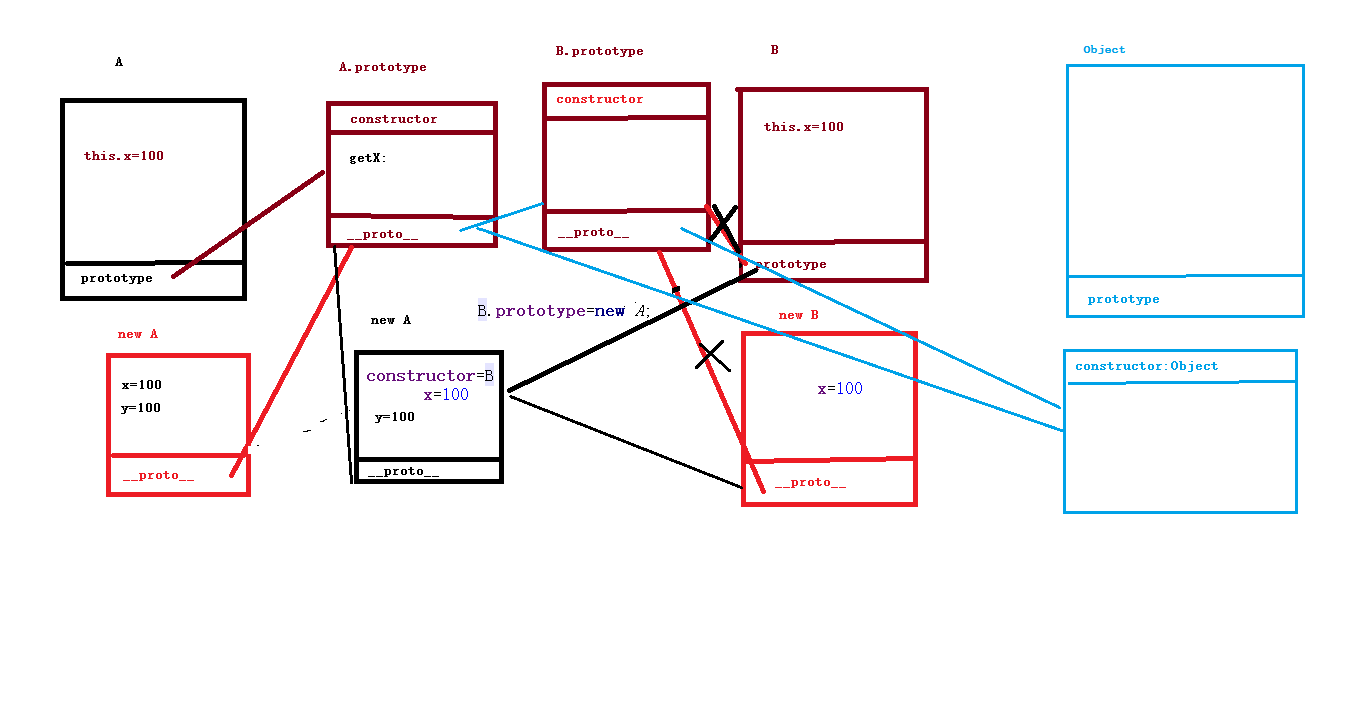 A
this.x=100
prototype
new A
x=100
y=100
__proto__
A.prototype
constructor
getX:
__proto__
new A
constructor=B
x=100
y=100
__proto__
B.prototype
constructor
__proto__
B.prototype=new A;
B
this.x=100
prototype
new B
x=100
__proto__
Object
prototype
constructor:Object